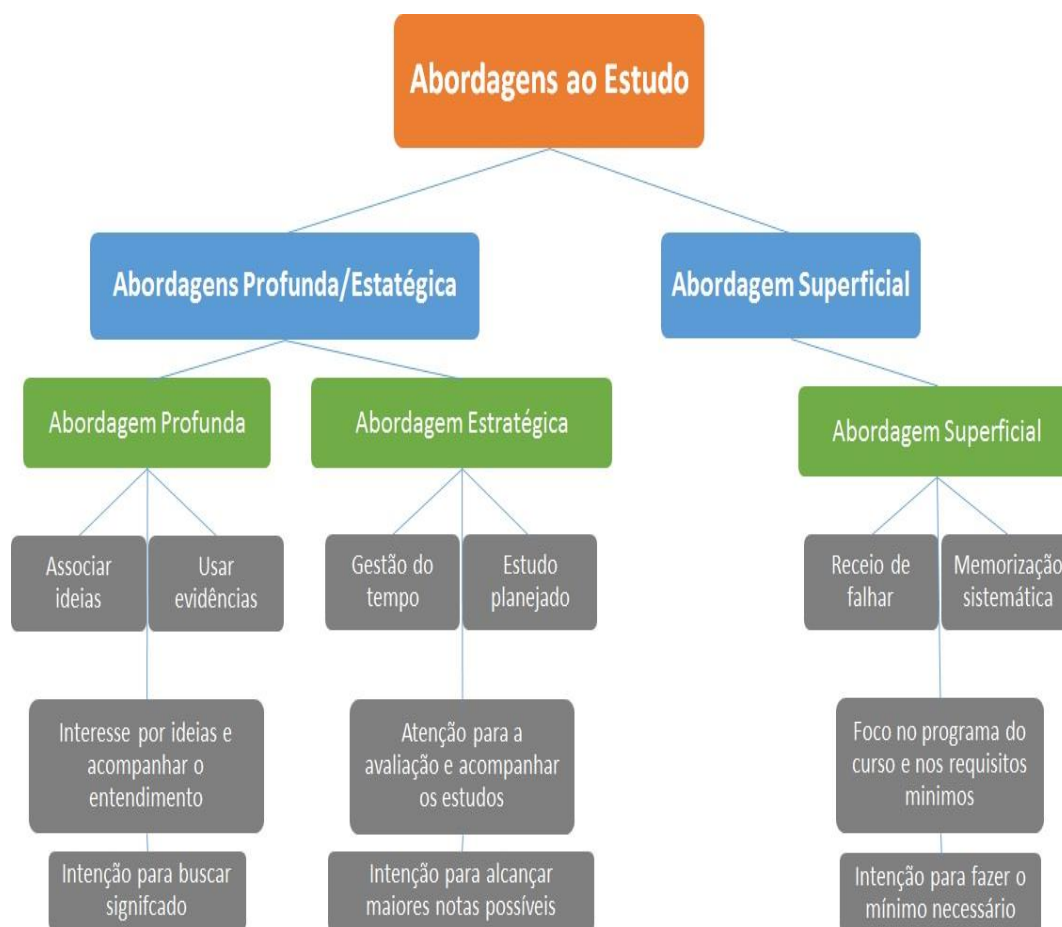 Abordagens ao Estudo
Abordagens Profunda/Estatégica
Abordagem Superficial
Abordagem Profunda
Abordagem Estratégica
Abordagem Superficial
Associar
ideias
Usar
evidências
Gestão do
tempo
Estudo
planejado
Receio de
falhar
Memorização
sistemática
Interesse por ideias e
acompanhar o
entendimento
Atenção para a
avaliação e acompanhar
os estudos
Foco no programa do
curso e nos requisitos
minimos
Intenção para buscar
signifcado
Intenção para alcançar
maiores notas possíveis
Intenção para fazer o
mínimo necessário